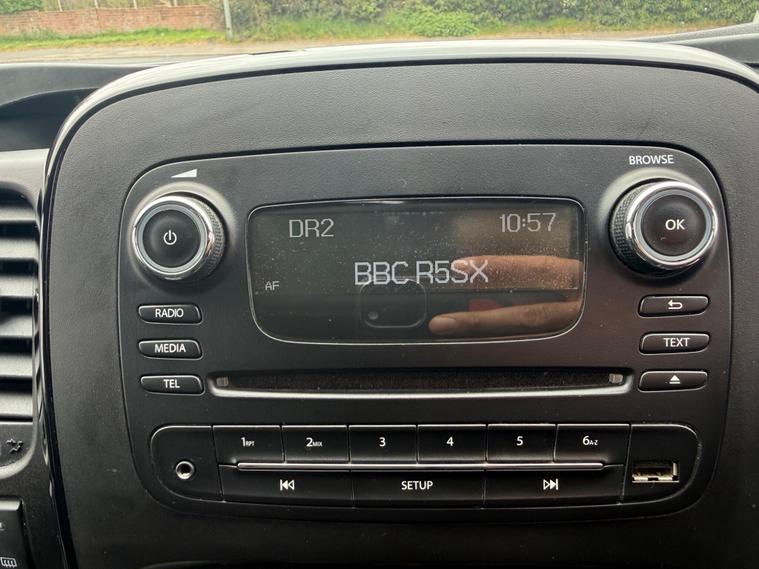 BROWSE
DR2 10:57
OK
BBC R5SX
AF
RADIO
MEDIA
TEXT
TEL
1RPT 2MIX 3 4 5 6A-Z
SETUP